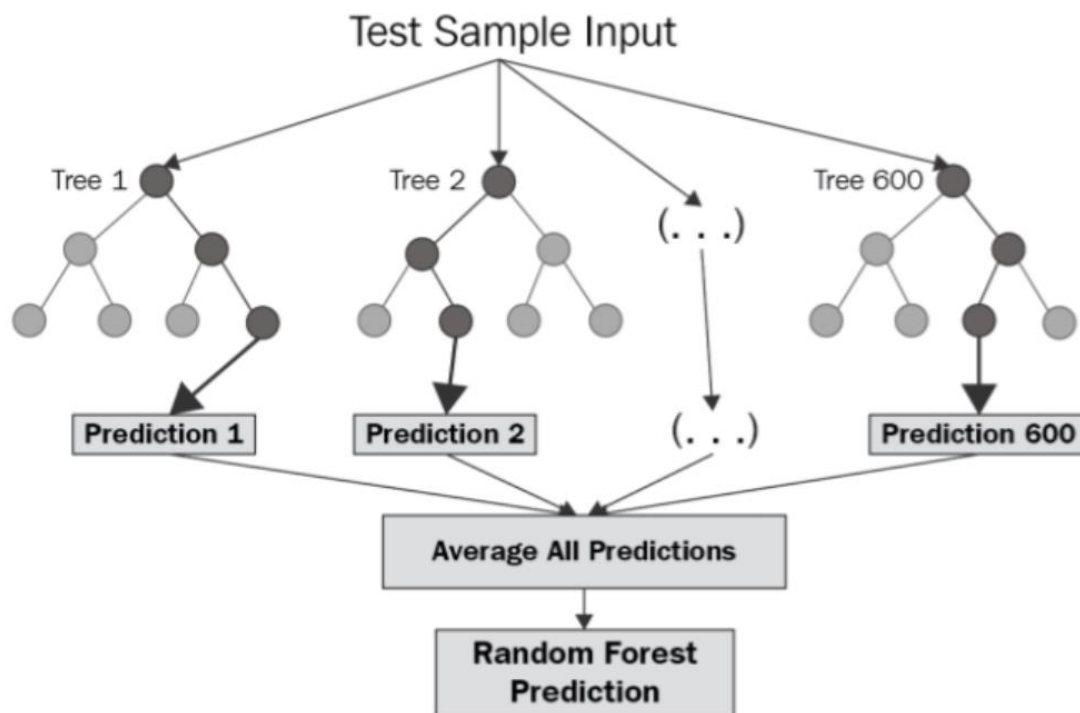 Test Sample Input
Tree 1
Tree 2
Tree 600
(. . .)
Prediction 1
Prediction 2
(. . .)
Prediction 600
Average All Predictions
Random Forest
Prediction